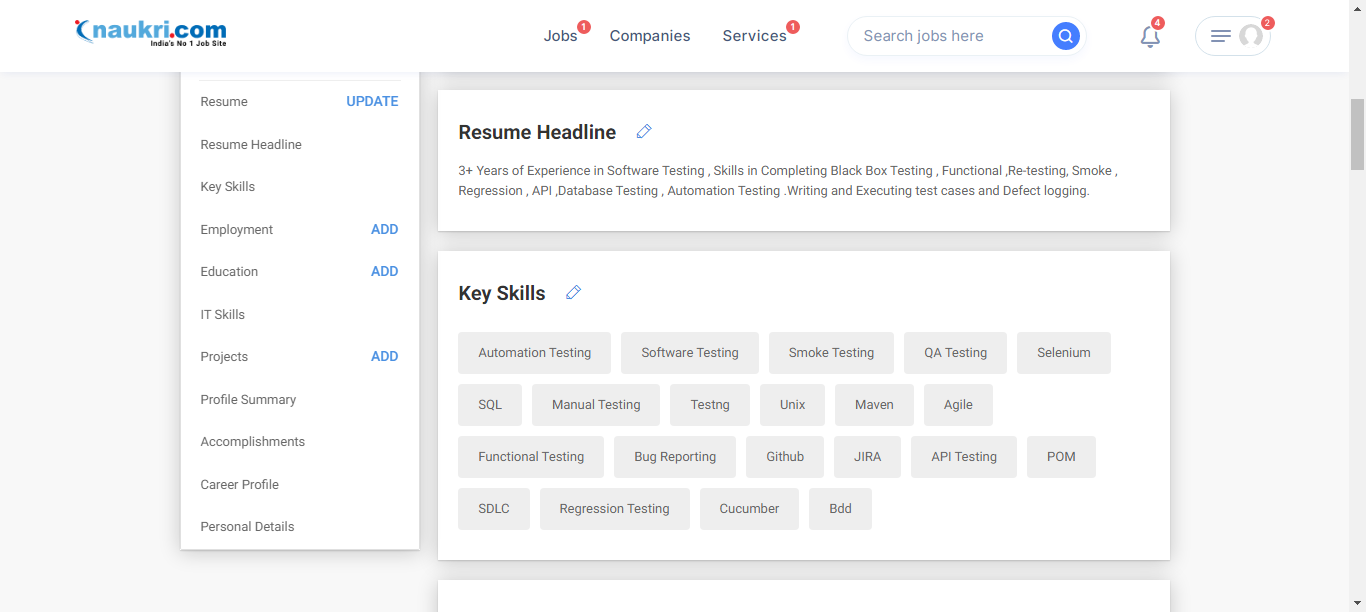 naukri.com
India's No 1 Job Site
Jobs 1
Companies
Services 1
Search jobs here
4
2
Resume UPDATE
Resume Headline
Key Skills
Employment ADD
Education ADD
IT Skills
Projects ADD
Profile Summary
Accomplishments
Career Profile
Personal Details
Resume Headline
3+ Years of Experience in Software Testing , Skills in Completing Black Box Testing , Functional ,Re-testing, Smoke ,
Regression , API ,Database Testing , Automation Testing .Writing and Executing test cases and Defect logging.
Key Skills
Automation Testing Software Testing Smoke Testing QA Testing Selenium
SQL Manual Testing Testng Unix Maven Agile
Functional Testing Bug Reporting Github JIRA API Testing POM
SDLC Regression Testing Cucumber Bdd